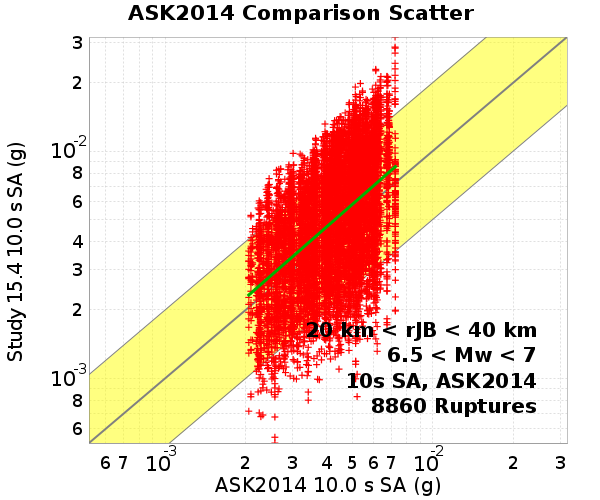 ASK2014 Comparison Scatter
3
2
10-2
8
6
4
3
2
10-3
8
6
Study 15.4 10.0 s SA (g)
20 km < rJB < 40 km
6.5 < Mw < 7
10s SA, ASK2014
8860 Ruptures
6 7 10-3 2 3 4 5 6 7 10-2 2 3
ASK2014 10.0 s SA (g)